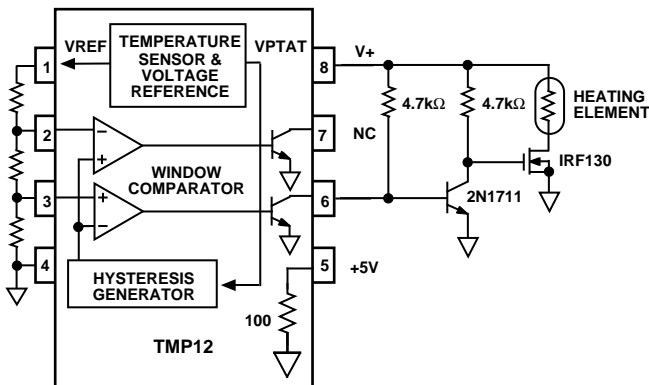 VREF
TEMPERATURE
SENSOR &
VOLTAGE
REFERENCE
VPTAT
1
8
V+
4.7kΩ
4.7kΩ
HEATING
ELEMENT
2
–
+
7
NC
IRF130
WINDOW
COMPARATOR
3
+
–
6
2N1711
4
HYSTERESIS
GENERATOR
5
+5V
100
TMP12